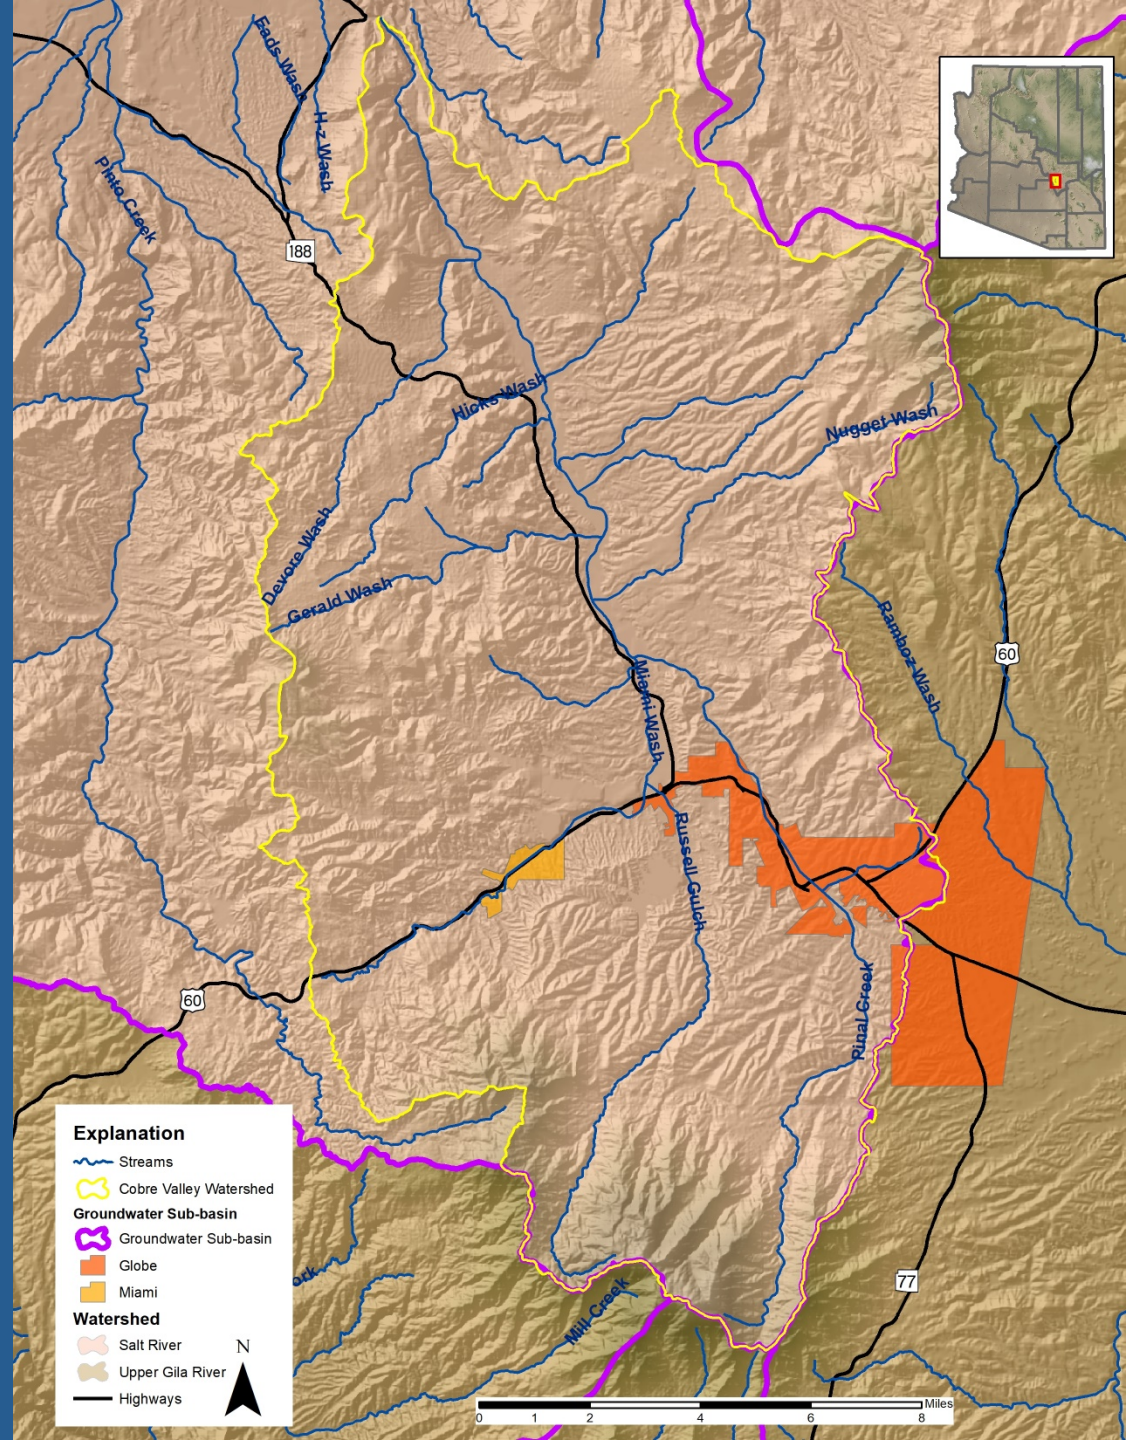 Eads Wash
H-z Wash
Pinto Creek
188
Hicks Wash
Nugget Wash
Devore Wash
Gerald Wash
Ramboz Wash
60
Miami Wash
Russell Gulch
Pinal Creek
60
ork
Mill Creek
77
Explanation
Streams
Cobre Valley Watershed
Groundwater Sub-basin
Groundwater Sub-basin
Globe
Miami
Watershed
Salt River
Upper Gila River
Highways
N
Miles
0 1 2 4 6 8